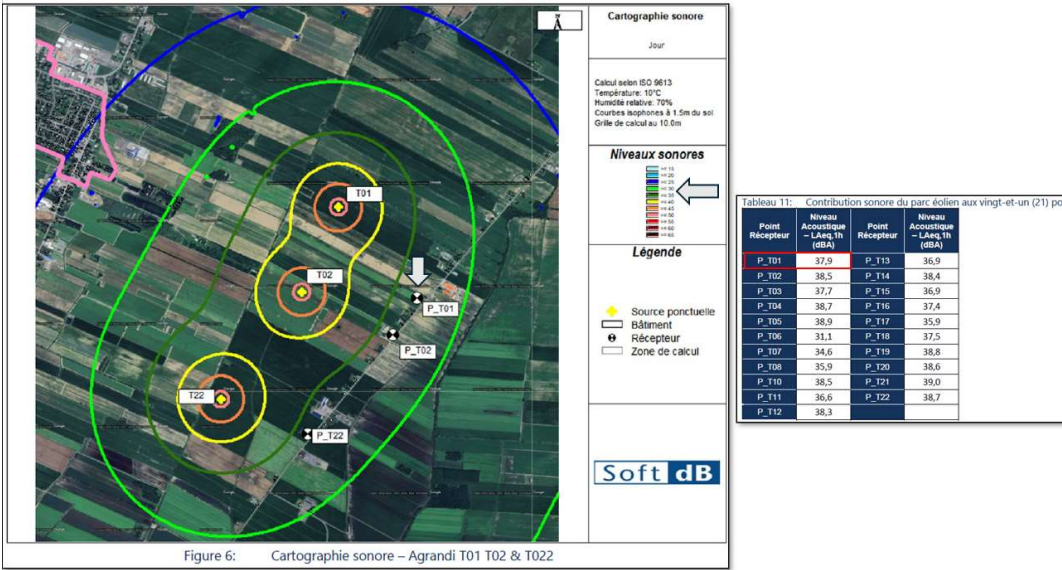 Cartographie sonore
Jour
Calcul selon ISO 9613
Température: 10°C
Humidité relative: 70%
Courbes isophones à 1.5m du sol
Grille de calcul au 10.0m
Niveaux sonores
Légende
Source ponctuelle
Bâtiment
Récepteur
Zone de calcul
Soft dB
T01
T02
P_T01
P_T02
T22
P_T22
Figure 6: Cartographie sonore – Agrandi T01 T02 & T022
Tableau 11: Contribution sonore du parc éolien aux vingt-et-un (21) po
Point Récepteur Niveau Acoustique – LAeq,1h (dBA) Point Récepteur Niveau Acoustique – LAeq,1h (dBA)
P_T01 37,9 P_T13 36,9
P_T02 38,5 P_T14 38,4
P_T03 37,7 P_T15 36,9
P_T04 38,7 P_T16 37,4
P_T05 38,9 P_T17 35,9
P_T06 31,1 P_T18 37,5
P_T07 34,6 P_T19 38,8
P_T08 35,9 P_T20 38,6
P_T10 38,5 P_T21 39,0
P_T11 36,6 P_T22 38,7
P_T12 38,3